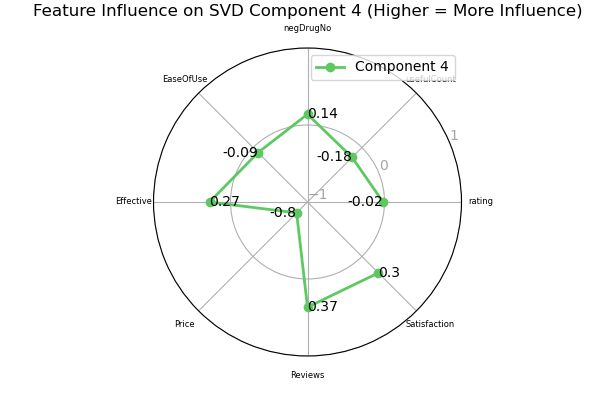 Feature Influence on SVD Component 4 (Higher = More Influence)
negDrugNo
Component 4
EaseOfUse
usefulCount
0.14
1
-0.09
-0.18
0
−1
Effective
0.27
-0.02
rating
-0.8
0.3
0.37
Price
Satisfaction
Reviews